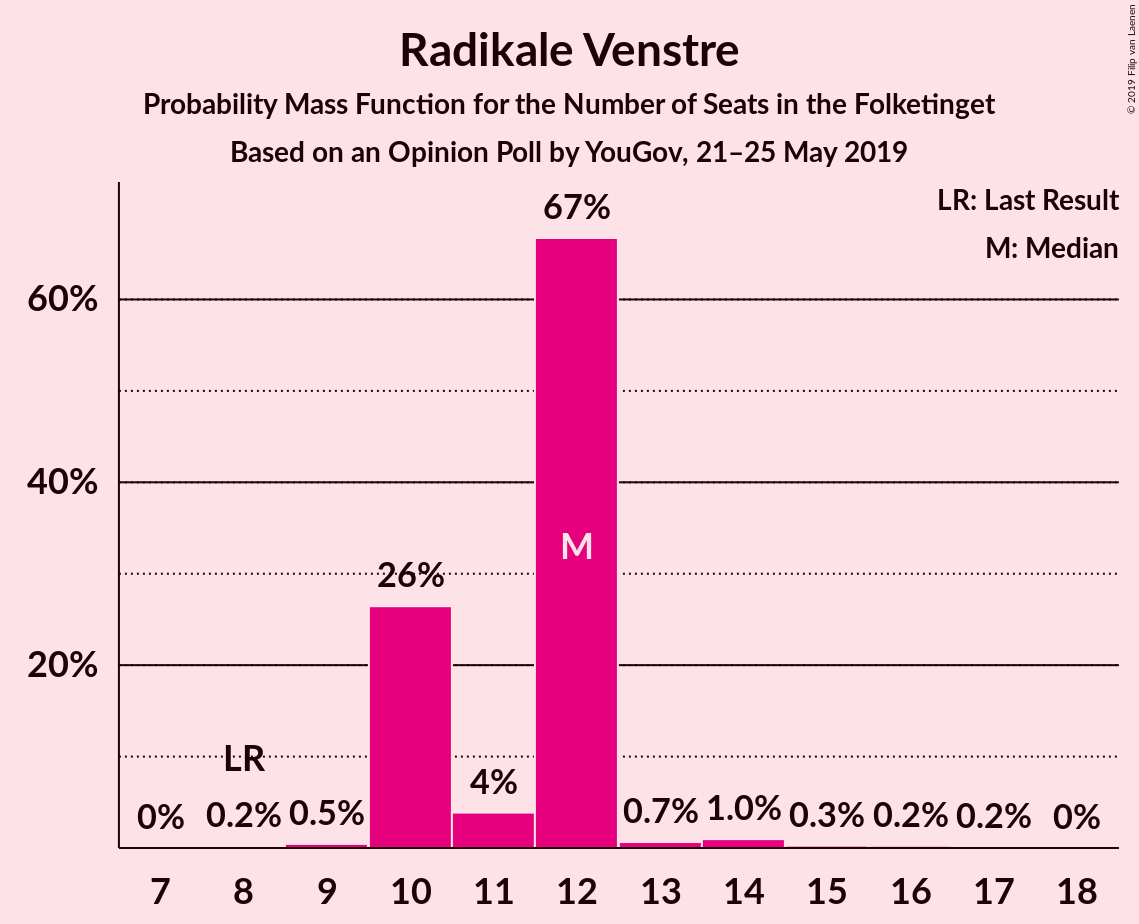 Radikale Venstre
Probability Mass Function for the Number of Seats in the Folketinget
Based on an Opinion Poll by YouGov, 21–25 May 2019
© 2019 Filip van Laenen
LR: Last Result
M: Median
67%
60%
40%
M
26%
20%
LR
4%
0% 0.2% 0.5% 0.7% 1.0% 0.3% 0.2% 0.2% 0%
7 8 9 10 11 12 13 14 15 16 17 18